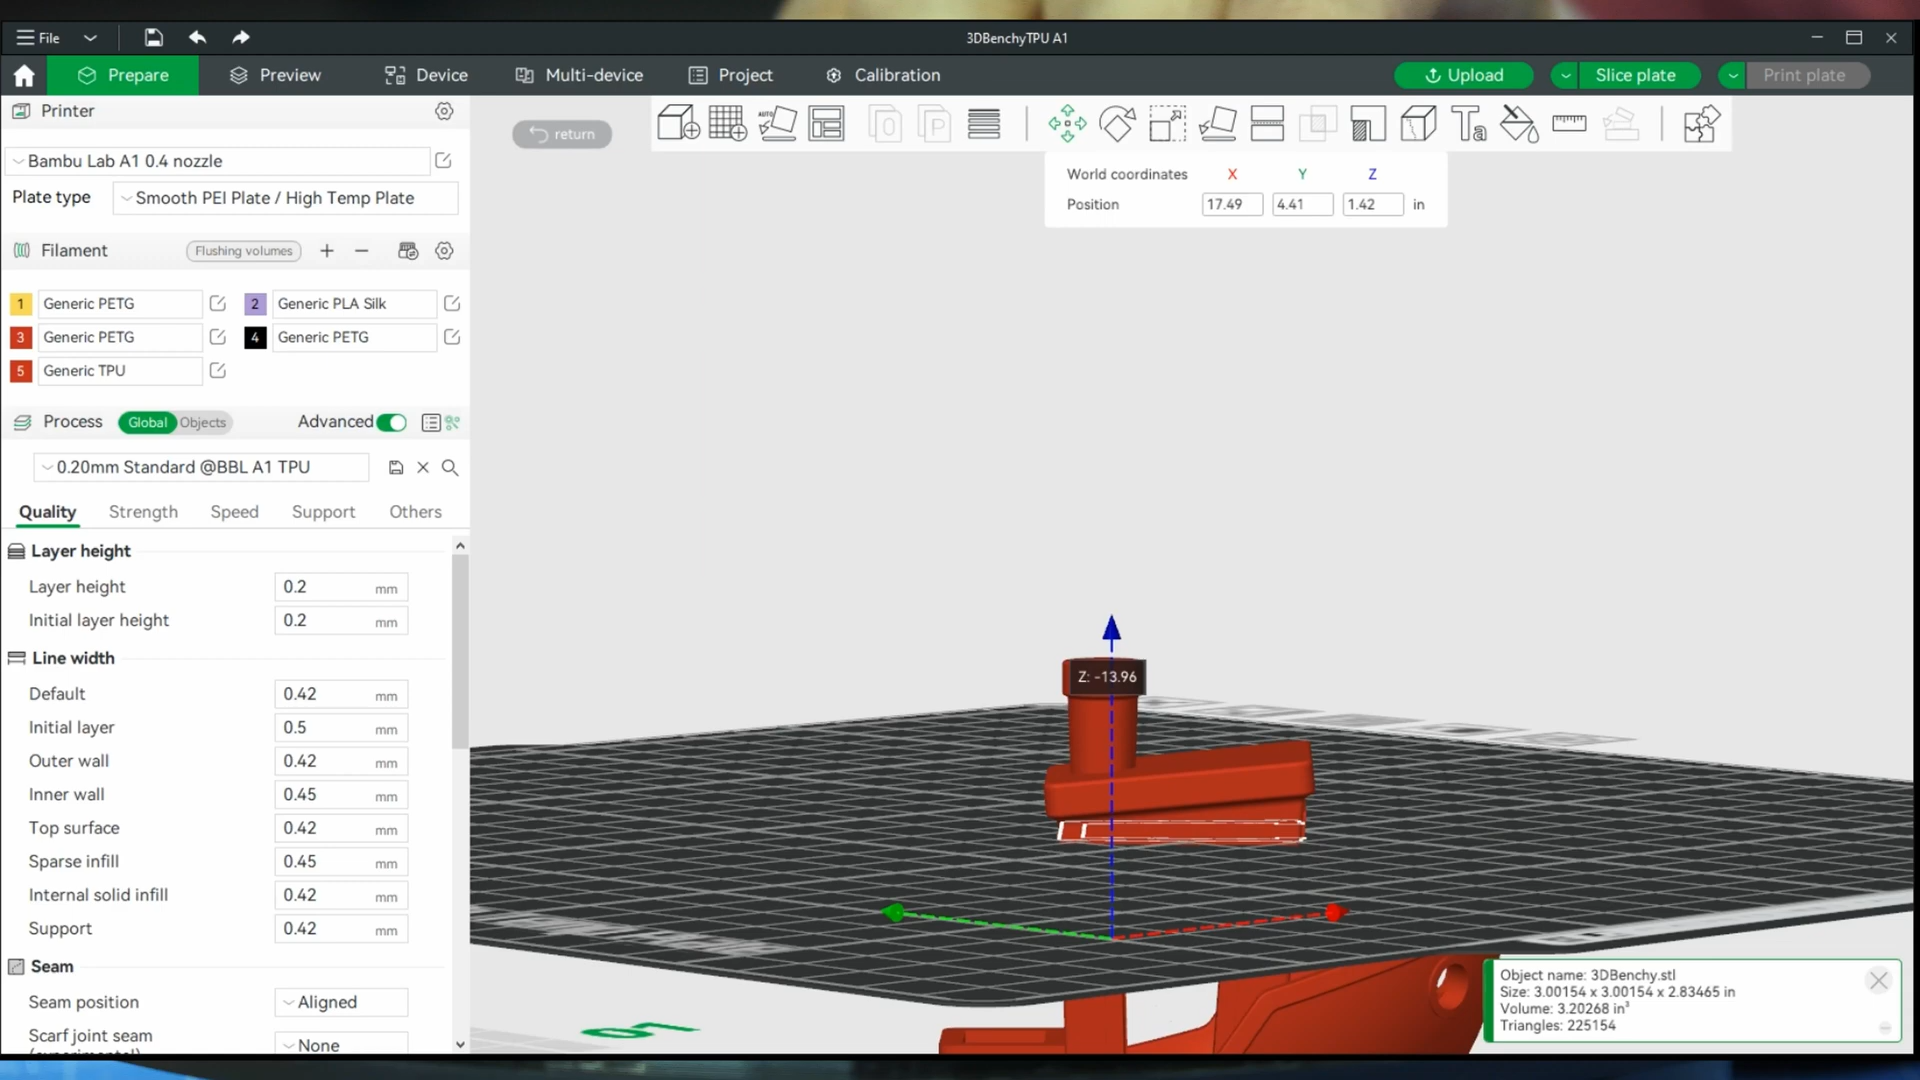 File
3DBenchyTPU A1
Prepare
Preview
Device
Multi-device
Project
Calibration
Upload
Slice plate
Print plate
Printer
return
AUTO
Bambu Lab A1 0.4 nozzle
Plate type
Smooth PEI Plate / High Temp Plate
World coordinates X Y Z
Position 17.49 4.41 1.42 in
Filament
Flushing volumes
1 Generic PETG
2 Generic PLA Silk
3 Generic PETG
4 Generic PETG
5 Generic TPU
Process
Global
Objects
Advanced
0.20mm Standard @BBL A1 TPU
Quality
Strength
Speed
Support
Others
Layer height
Layer height 0.2 mm
Initial layer height 0.2 mm
Line width
Default 0.42 mm
Initial layer 0.5 mm
Outer wall 0.42 mm
Inner wall 0.45 mm
Top surface 0.42 mm
Sparse infill 0.45 mm
Internal solid infill 0.42 mm
Support 0.42 mm
Seam
Seam position Aligned
Scarf joint seam
None
Z: -13.96
Object name: 3DBenchy.stl
Size: 3.00154 x 3.00154 x 2.83465 in
Volume: 3.20268 in³
Triangles: 225154